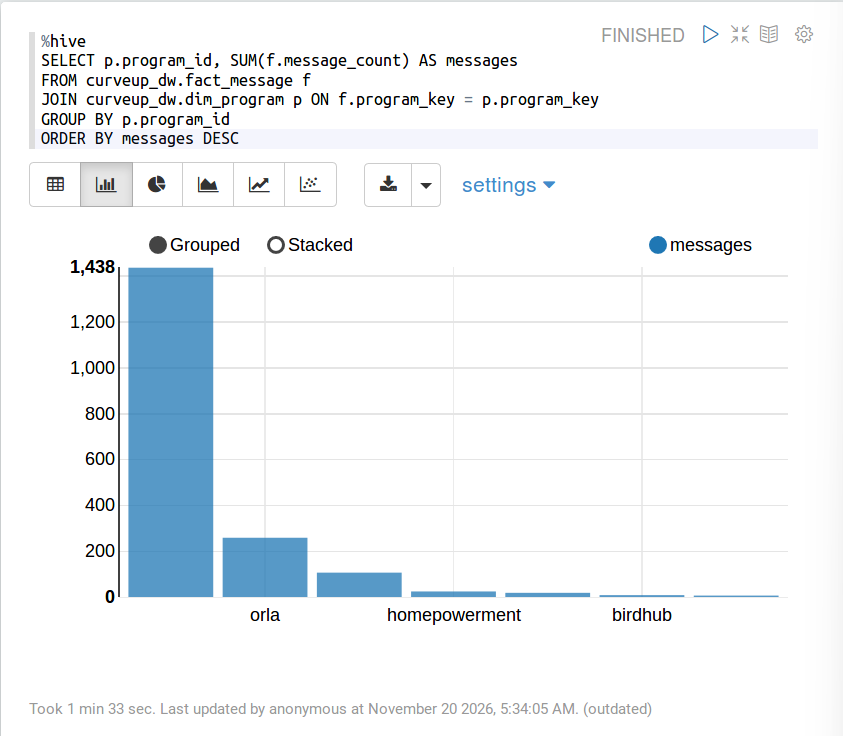 FINISHED
%hive
SELECT p.program_id, SUM(f.message_count) AS messages
FROM curveup_dw.fact_message f
JOIN curveup_dw.dim_program p ON f.program_key = p.program_key
GROUP BY p.program_id
ORDER BY messages DESC
settings
Grouped Stacked messages
1,438
1,200
1,000
800
600
400
200
0
orla homepowerment birdhub
Took 1 min 33 sec. Last updated by anonymous at November 20 2026, 5:34:05 AM. (outdated)